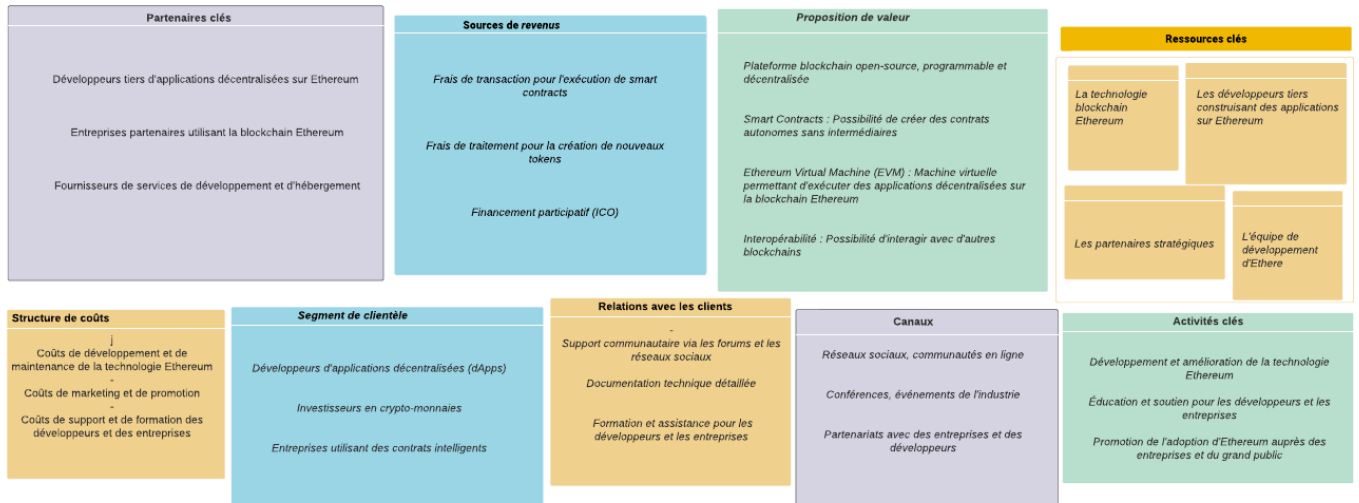 Partenaires clés
Développeurs tiers d'applications décentralisées sur Ethereum
Entreprises partenaires utilisant la blockchain Ethereum
Fournisseurs de services de développement et d'hébergement
Sources de revenus
Frais de transaction pour l'exécution de smart
contracts
Frais de traitement pour la création de nouveaux
tokens
Financement participatif (ICO)
Proposition de valeur
Plateforme blockchain open-source, programmable et
décentralisée
Smart Contracts : Possibilité de créer des contrats
autonomes sans intermédiaires
Ethereum Virtual Machine (EVM) : Machine virtuelle
permettant d'exécuter des applications décentralisées sur
la blockchain Ethereum
Interopérabilité : Possibilité d'interagir avec d'autres
blockchains
Ressources clés
La technologie
blockchain
Ethereum
Les développeurs tiers
construisant des applications
sur Ethereum
Les partenaires stratégiques
L'équipe de
développement
d'Ethere
Structure de coûts
j
Coûts de développement et de
maintenance de la technologie Ethereum
-
Coûts de marketing et de promotion
-
Coûts de support et de formation des
développeurs et des entreprises
Segment de clientèle
Développeurs d'applications décentralisées (dApps)
Investisseurs en crypto-monnaies
Entreprises utilisant des contrats intelligents
Relations avec les clients
-
Support communautaire via les forums et les
réseaux sociaux
Documentation technique détaillée
Formation et assistance pour les
développeurs et les entreprises
Canaux
Réseaux sociaux, communautés en ligne
Conférences, événements de l'industrie
Partenariats avec des entreprises et des
développeurs
Activités clés
Développement et amélioration de la technologie
Ethereum
Éducation et soutien pour les développeurs et les
entreprises
Promotion de l'adoption d'Ethereum auprès des
entreprises et du grand public